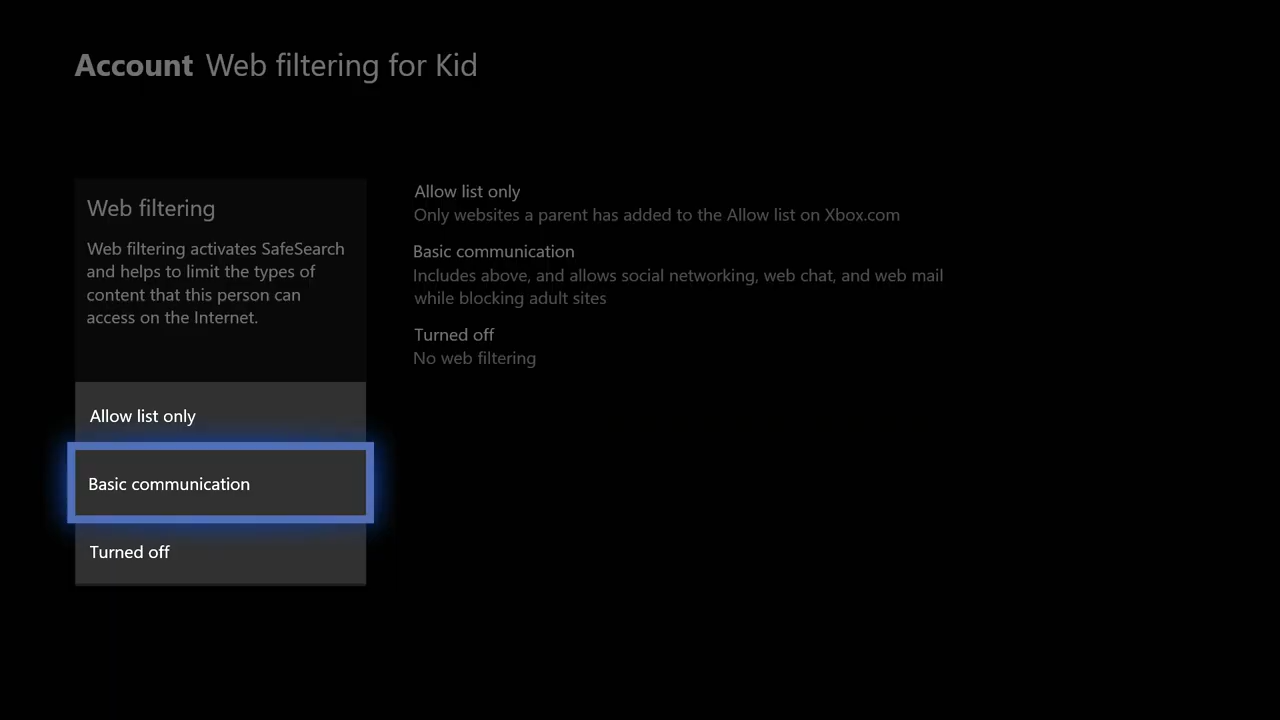 Account Web filtering for Kid
Web filtering
Web filtering activates SafeSearch
and helps to limit the types of
content that this person can
access on the Internet.
Allow list only
Basic communication
Turned off
Allow list only
Only websites a parent has added to the Allow list on Xbox.com
Basic communication
Includes above, and allows social networking, web chat, and web mail
while blocking adult sites
Turned off
No web filtering